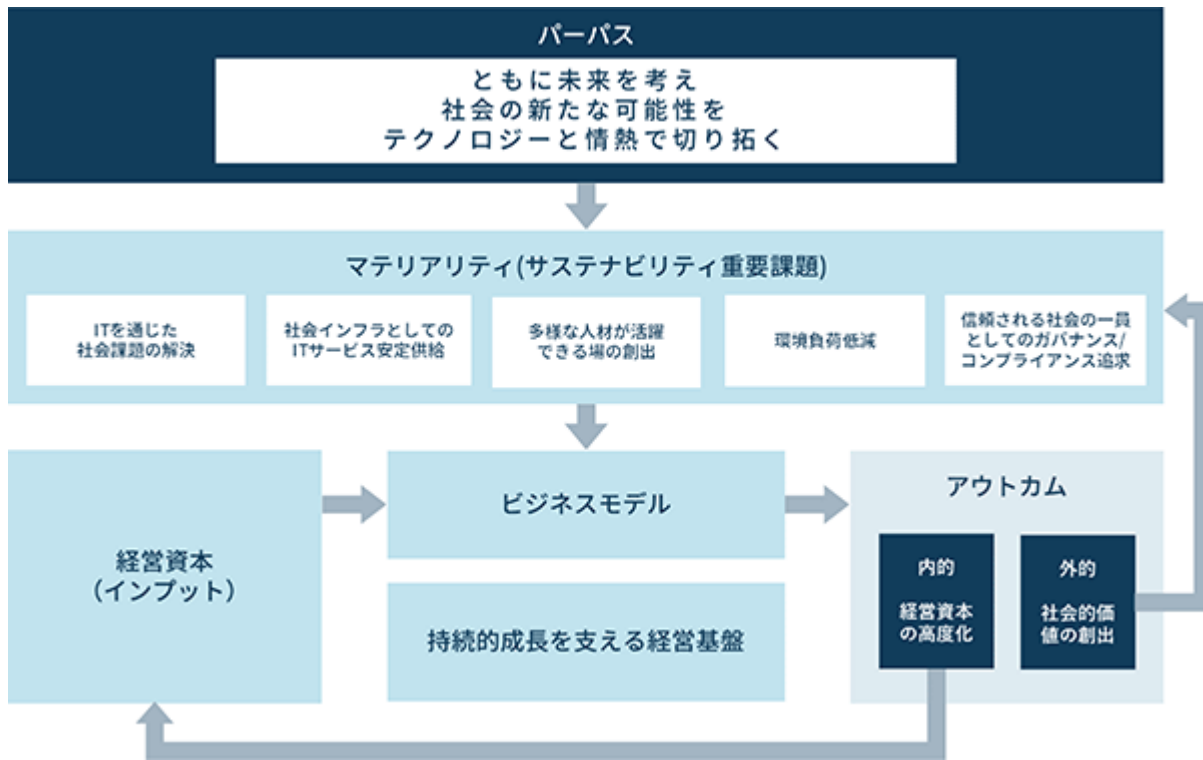 パーパス
ともに未来を考え
社会の新たな可能性を
テクノロジーと情熱で切り拓く
マテリアリティ(サステナビリティ重要課題)
ITを通じた
社会課題の解決
社会インフラとしての
ITサービス安定供給
多様な人材が活躍
できる場の創出
環境負荷低減
信頼される社会の一員
としてのガバナンス/
コンプライアンス追求
経営資本
（インプット）
ビジネスモデル
持続的成長を支える経営基盤
アウトカム
内的
経営資本
の高度化
外的
社会的価
値の創出